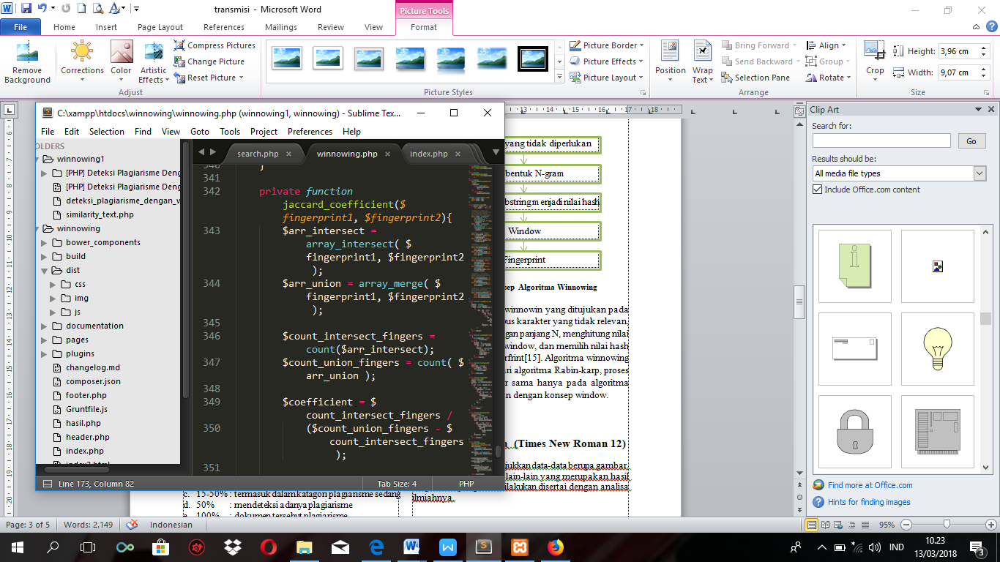 transmisi - Microsoft Word
Picture Tools
File Home Insert Page Layout References Mailings Review View Format
Remove Background
Corrections
Color
Artistic Effects
Compress Pictures
Change Picture
Reset Picture
Adjust
Picture Styles
Picture Border
Picture Effects
Picture Layout
Position
Wrap Text
Bring Forward
Send Backward
Selection Pane
Align
Group
Rotate
Arrange
Crop
Height: 3,96 cm
Width: 9,07 cm
Size
C:\xampp\htdocs\winnowing\winnowing.php (winnowing1, winnowing) - Sublime Tex...
File Edit Selection Find View Goto Tools Project Preferences Help
OLDERS
winnowing1
[PHP] Deteksi Plagiarisme Deng
[PHP] Deteksi Plagiarisme Deng
deteksi_plagiarisme_dengan_w
similarity_text.php
winnowing
bower_components
build
dist
css
img
js
documentation
pages
plugins
changelog.md
composer.json
footer.php
Gruntfile.js
hasil.php
header.php
index.php
index2.html
search.php × winnowing.php × index.php ×
340 }
341
342 private function
jaccard_coefficient($
fingerprint1, $fingerprint2){
343 $arr_intersect =
array_intersect( $
fingerprint1, $fingerprint2
);
344 $arr_union = array_merge( $
fingerprint1, $fingerprint2
);
345
346 $count_intersect_fingers =
count($arr_intersect);
347 $count_union_fingers = count( $
arr_union );
348
349 $coefficient = $
count_intersect_fingers /
350 ($count_union_fingers - $
count_intersect_fingers
);
351
Line 173, Column 82 Tab Size: 4 PHP
13 14 15 16 17 18
yang tidak diperlukan
bentuk N-gram
bstring menjadi nilai hash
Window
Fingerprint
sep Algoritma Winnowing
winnowin yang ditujukan pada
pus karakter yang tidak relevan,
gan panjang N, menghitung nilai
window, dan memilih nilai hash
erfrint[15]. Algoritma winnowing
ri algoritma Rabin-karp, proses
r sama hanya pada algoritma
n dengan konsep window.
(Times New Roman 12)
jukkan data-data berupa gambar,
lain-lain yang merupakan hasil
ilakukan disertai dengan analisa
ilmiahnya.
c. 15-50% : termasuk dalam katagori plagiarisme sedang
d. 50% : mendeteksi adanya plagiarisme
e. 100% : dokumen tersebut plagiarisme
Clip Art
Search for:
Go
Results should be:
All media file types
Include Office.com content
Find more at Office.com
Hints for finding images
Page: 3 of 5 Words: 2.149 Indonesian 95%
IND
10.23
13/03/2018
3